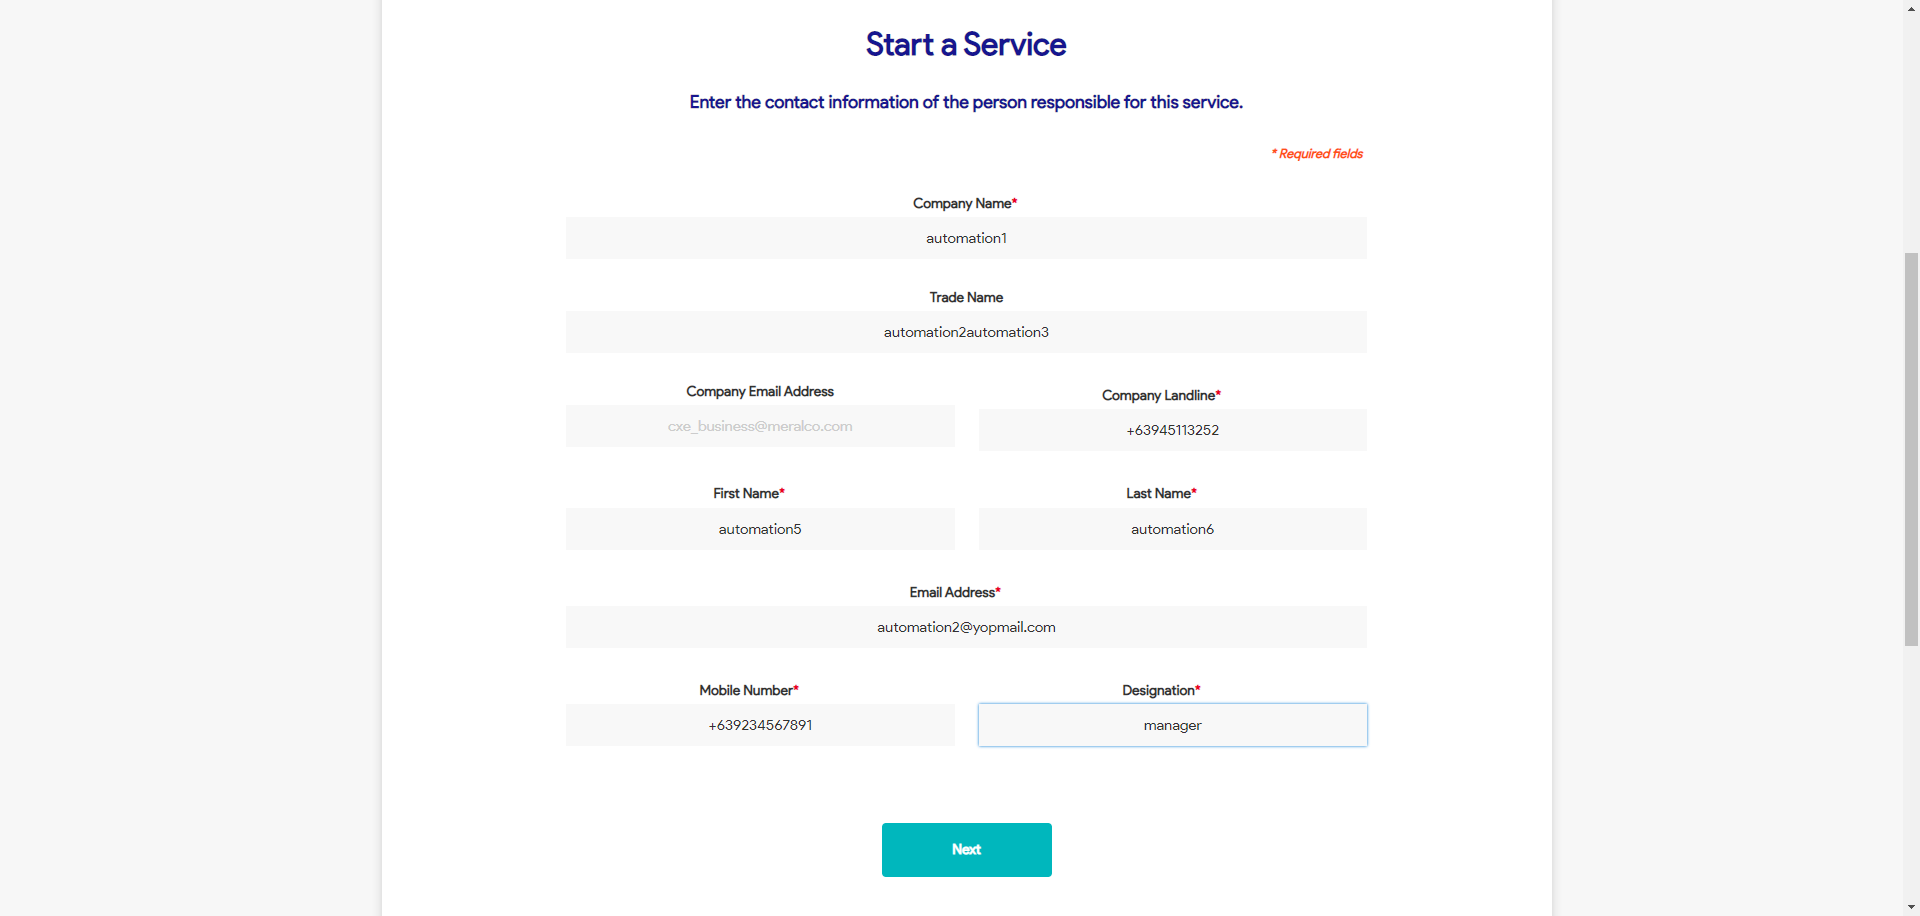 Start a Service
Enter the contact information of the person responsible for this service.
* Required fields
Company Name*
automation1
Trade Name
automation2automation3
Company Email Address
cxe_business@meralco.com
Company Landline*
+63945113252
First Name*
automation5
Last Name*
automation6
Email Address*
automation2@yopmail.com
Mobile Number*
+639234567891
Designation*
manager
Next